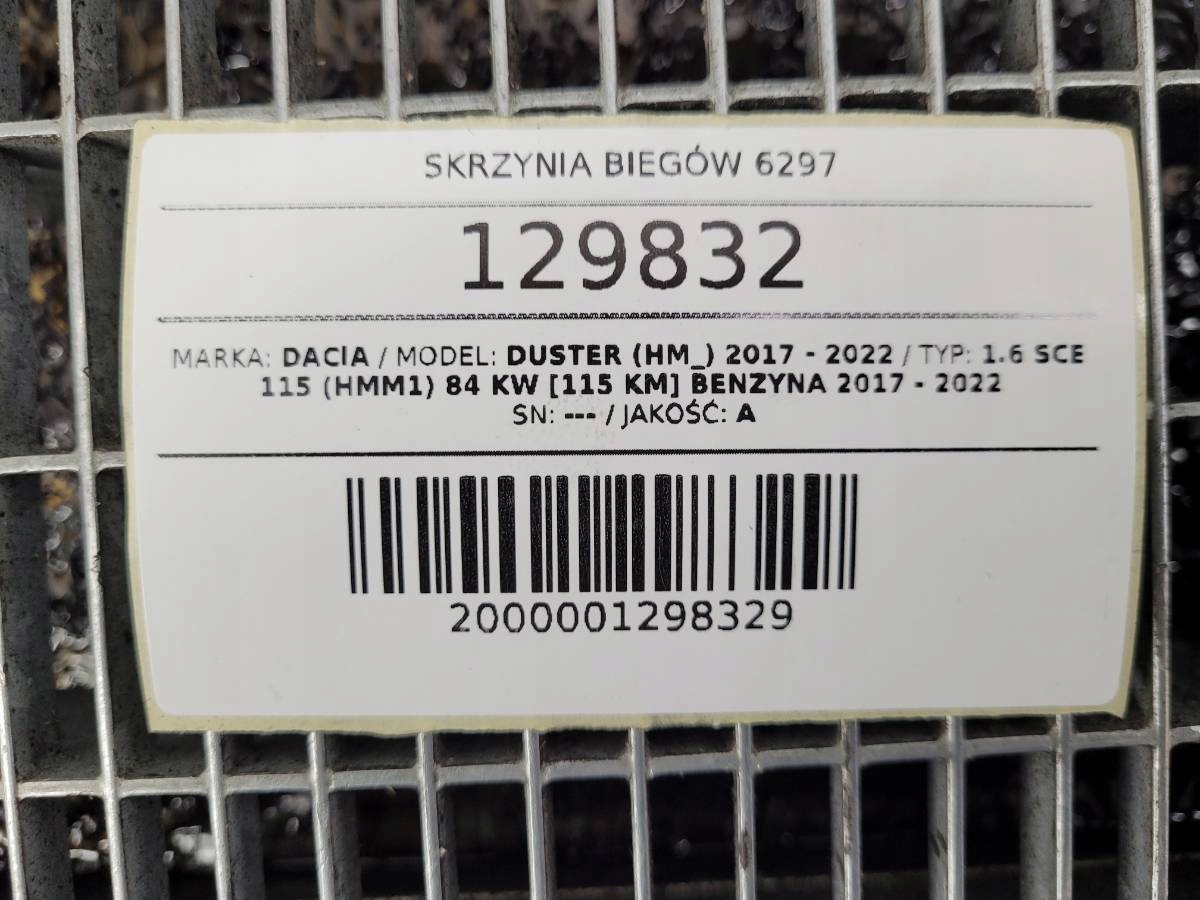 SKRZYNIA BIEGÓW 6297
129832
MARKA: DACIA / MODEL: DUSTER (HM_) 2017 - 2022 / TYP: 1.6 SCE
115 (HMM1) 84 KW [115 KM] BENZYNA 2017 - 2022
SN: --- / JAKOŚĆ: A
2000001298329